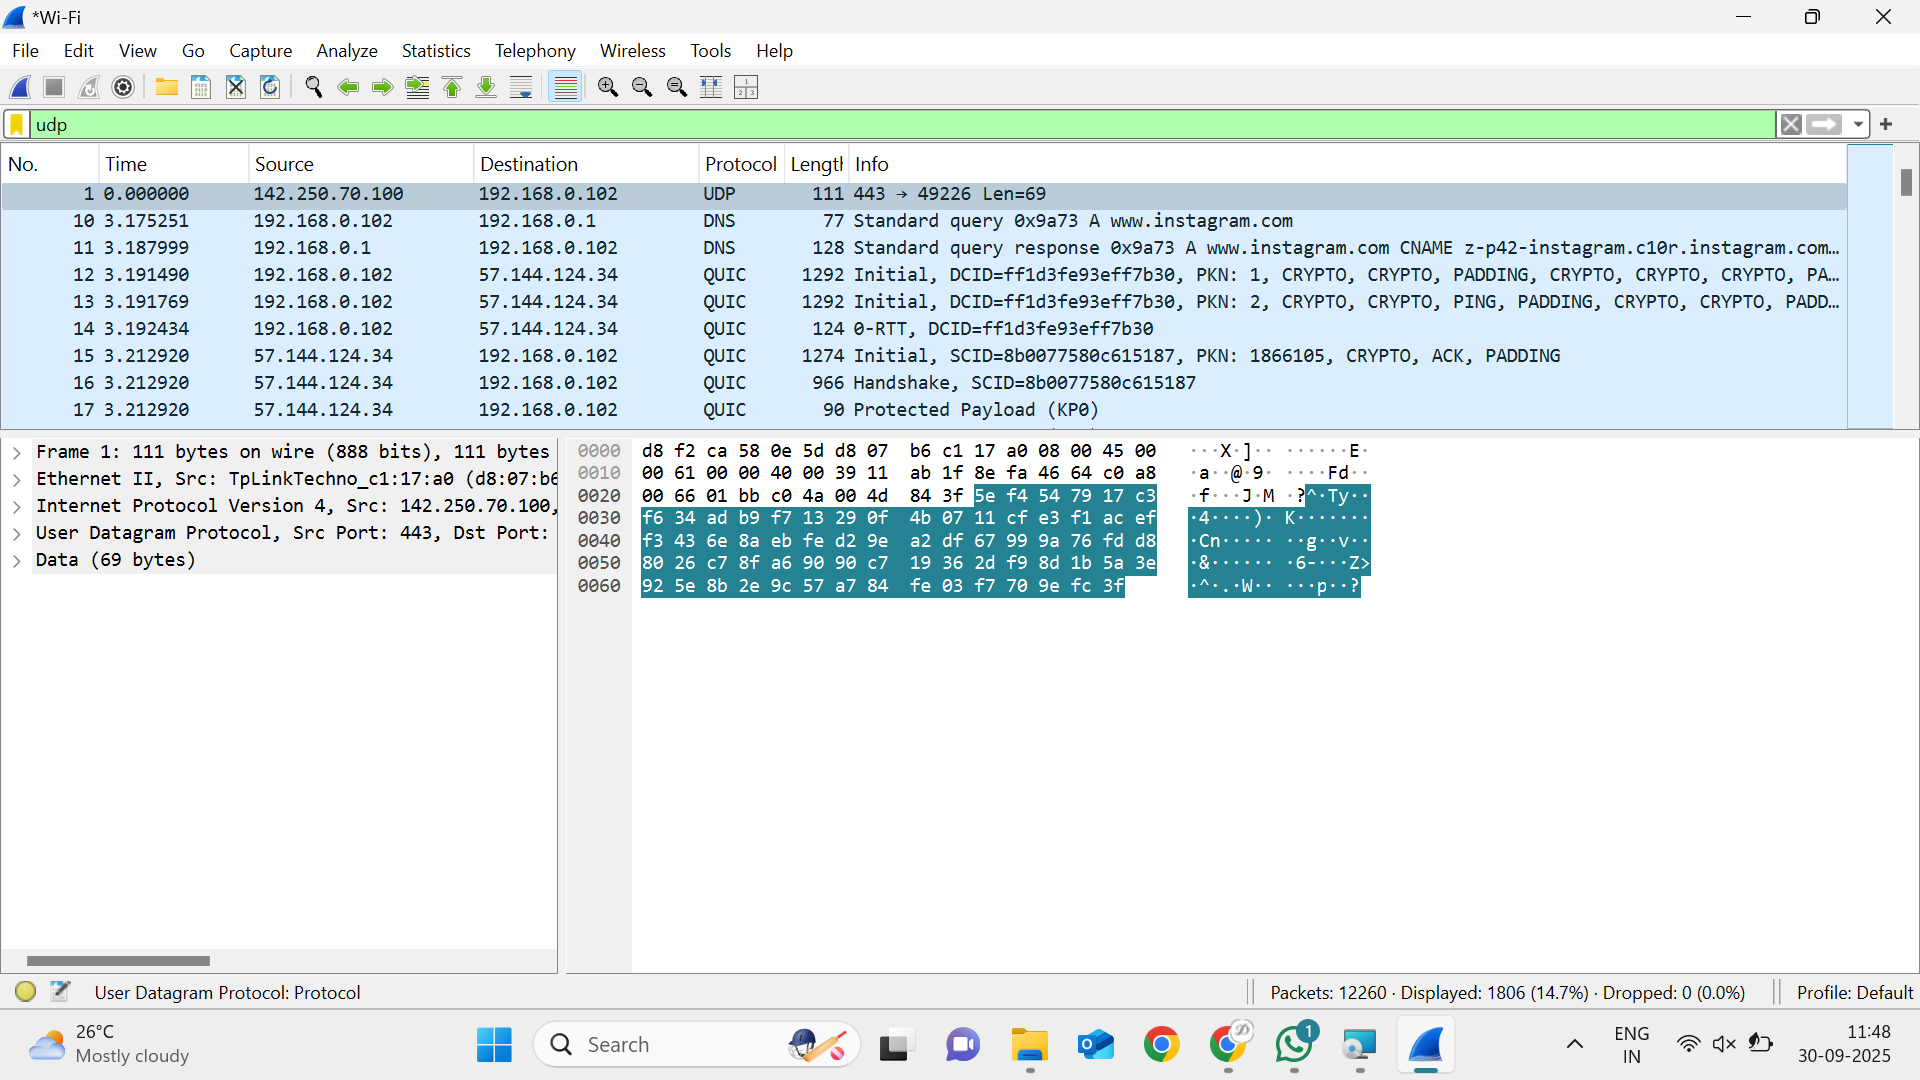 *Wi-Fi
File Edit View Go Capture Analyze Statistics Telephony Wireless Tools Help
udp
No. Time Source Destination Protocol Length Info
1 0.000000 142.250.70.100 192.168.0.102 UDP 111 443 → 49226 Len=69
10 3.175251 192.168.0.102 192.168.0.1 DNS 77 Standard query 0x9a73 A www.instagram.com
11 3.187999 192.168.0.1 192.168.0.102 DNS 128 Standard query response 0x9a73 A www.instagram.com CNAME z-p42-instagram.c10r.instagram.com…
12 3.191490 192.168.0.102 57.144.124.34 QUIC 1292 Initial, DCID=ff1d3fe93eff7b30, PKN: 1, CRYPTO, CRYPTO, PADDING, CRYPTO, CRYPTO, CRYPTO, PA…
13 3.191769 192.168.0.102 57.144.124.34 QUIC 1292 Initial, DCID=ff1d3fe93eff7b30, PKN: 2, CRYPTO, CRYPTO, PING, PADDING, CRYPTO, CRYPTO, PADD…
14 3.192434 192.168.0.102 57.144.124.34 QUIC 124 0-RTT, DCID=ff1d3fe93eff7b30
15 3.212920 57.144.124.34 192.168.0.102 QUIC 1274 Initial, SCID=8b0077580c615187, PKN: 1866105, CRYPTO, ACK, PADDING
16 3.212920 57.144.124.34 192.168.0.102 QUIC 966 Handshake, SCID=8b0077580c615187
17 3.212920 57.144.124.34 192.168.0.102 QUIC 90 Protected Payload (KP0)
Frame 1: 111 bytes on wire (888 bits), 111 bytes
Ethernet II, Src: TpLinkTechno_c1:17:a0 (d8:07:b6
Internet Protocol Version 4, Src: 142.250.70.100,
User Datagram Protocol, Src Port: 443, Dst Port:
Data (69 bytes)
0000 d8 f2 ca 58 0e 5d d8 07 b6 c1 17 a0 08 00 45 00 ···X·]·· ······E·
0010 00 61 00 00 40 00 39 11 ab 1f 8e fa 46 64 c0 a8 ·a··@·9· ····Fd··
0020 00 66 01 bb c0 4a 00 4d 84 3f 5e f4 54 79 17 c3 ·f···J·M ·?^·Ty··
0030 f6 34 ad b9 f7 13 29 0f 4b 07 11 cf e3 f1 ac ef ·4····)· K·······
0040 f3 43 6e 8a eb fe d2 9e a2 df 67 99 9a 76 fd d8 ·Cn····· ··g··v··
0050 80 26 c7 8f a6 90 90 c7 19 36 2d f9 8d 1b 5a 3e ·&······ ·6-···Z>
0060 92 5e 8b 2e 9c 57 a7 84 fe 03 f7 70 9e fc 3f ·^·.·W·· ···p··?
User Datagram Protocol: Protocol
Packets: 12260 · Displayed: 1806 (14.7%) · Dropped: 0 (0.0%)
Profile: Default
26°C
Mostly cloudy
Search
1
ENG
IN
11:48
30-09-2025